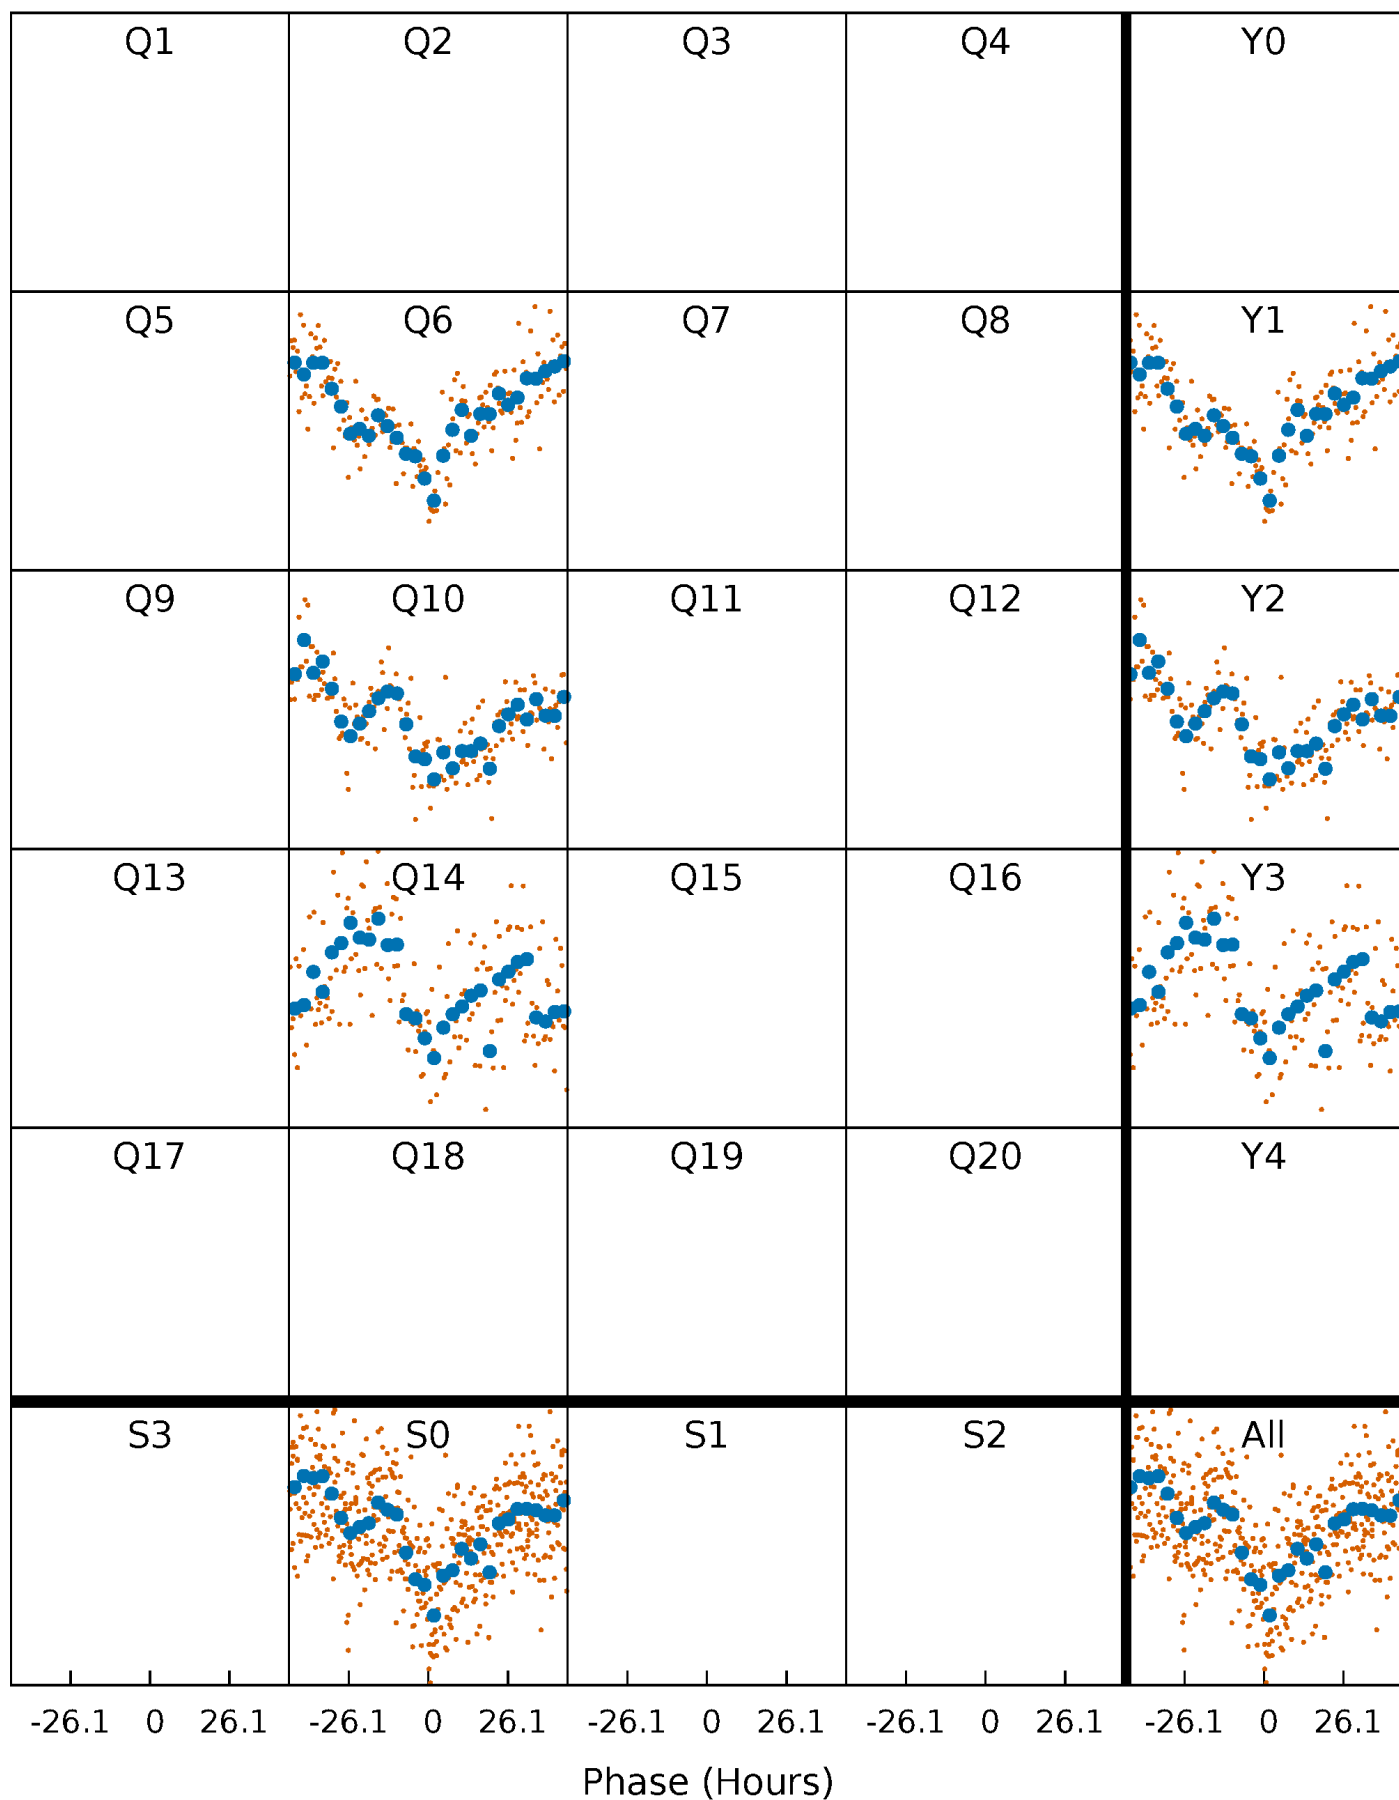 Q1 Q2 Q3 Q4 Y0
Q5 Q6 Q7 Q8 Y1
Q9 Q10 Q11 Q12 Y2
Q13 Q14 Q15 Q16 Y3
Q17 Q18 Q19 Q20 Y4
S3 S0 S1 S2 All
-26.1 0 26.1 -26.1 0 26.1 -26.1 0 26.1 -26.1 0 26.1 -26.1 0 26.1
Phase (Hours)